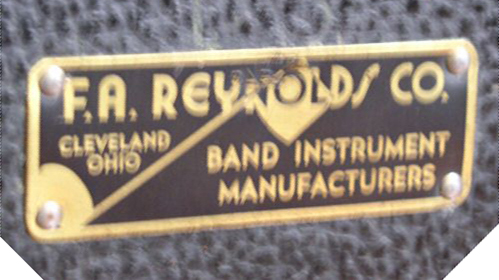 F.A. REYNOLDS CO.
CLEVELAND
OHIO
BAND INSTRUMENT
MANUFACTURERS